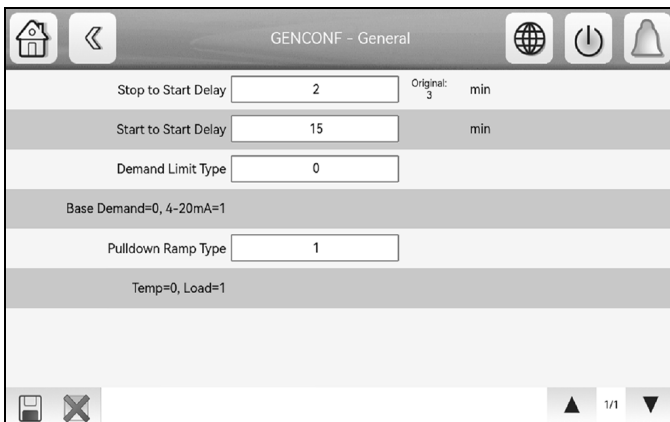 GENCONF - General
Stop to Start Delay 2 Original: 3 min
Start to Start Delay 15 min
Demand Limit Type 0
Base Demand=0, 4-20mA=1
Pulldown Ramp Type 1
Temp=0, Load=1
1/1